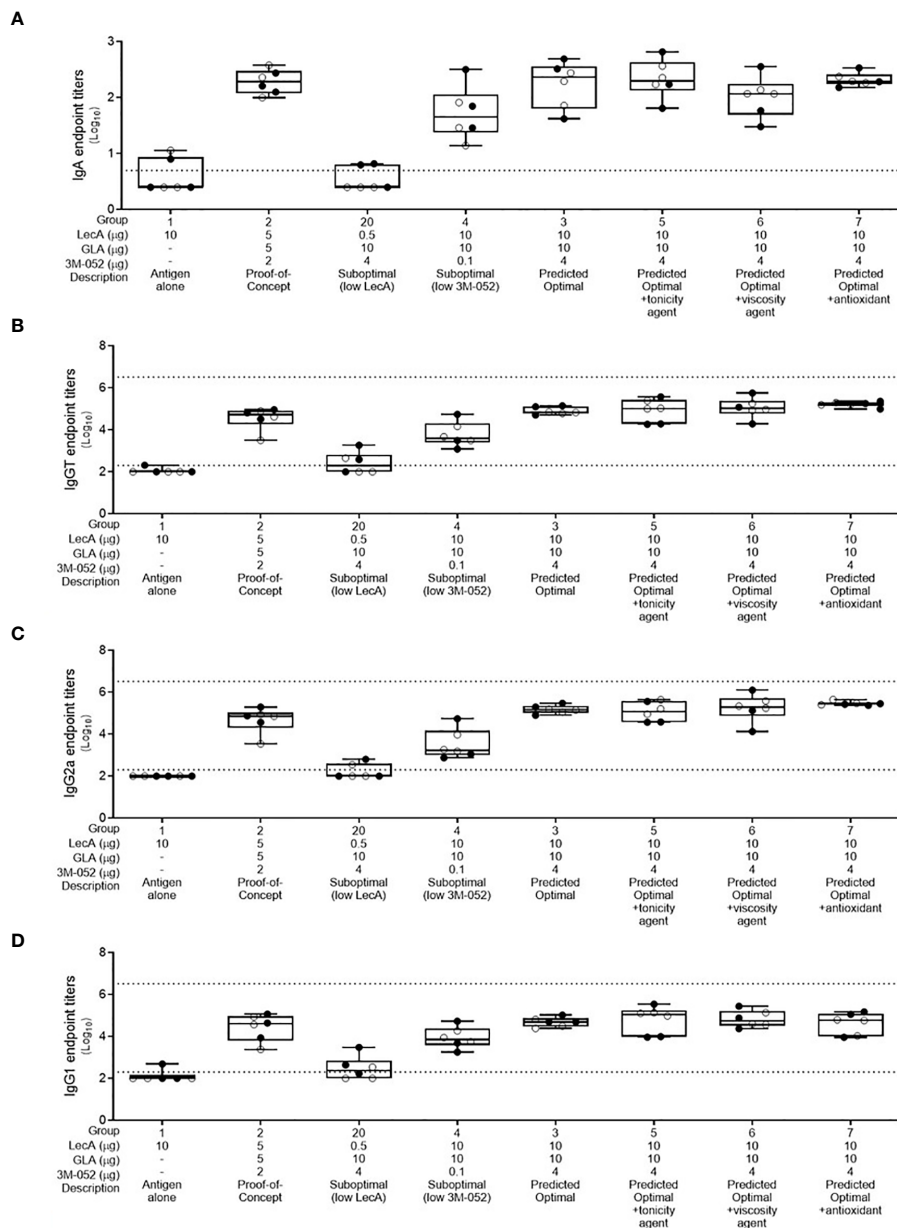 A
IgA endpoint titers
(Log10)
3
2
1
0
Group 1 2 20 4 3 5 6 7
LecA (µg) 10 5 0.5 10 10 10 10 10
GLA (µg) - 5 10 10 10 10 10 10
3M-052 (µg) - 2 4 0.1 4 4 4 4
Description Antigen Proof-of- Suboptimal Suboptimal Predicted Predicted Predicted Predicted
alone Concept (low LecA) (low 3M-052) Optimal Optimal Optimal Optimal
+tonicity +viscosity +antioxidant
agent agent
B
IgGT endpoint titers
(Log10)
8
6
4
2
0
Group 1 2 20 4 3 5 6 7
LecA (µg) 10 5 0.5 10 10 10 10 10
GLA (µg) - 5 10 10 10 10 10 10
3M-052 (µg) - 2 4 0.1 4 4 4 4
Description Antigen Proof-of- Suboptimal Suboptimal Predicted Predicted Predicted Predicted
alone Concept (low LecA) (low 3M-052) Optimal Optimal Optimal Optimal
+tonicity +viscosity +antioxidant
agent agent
C
IgG2a endpoint titers
(Log10)
8
6
4
2
0
Group 1 2 20 4 3 5 6 7
LecA (µg) 10 5 0.5 10 10 10 10 10
GLA (µg) - 5 10 10 10 10 10 10
3M-052 (µg) - 2 4 0.1 4 4 4 4
Description Antigen Proof-of- Suboptimal Suboptimal Predicted Predicted Predicted Predicted
alone Concept (low LecA) (low 3M-052) Optimal Optimal Optimal Optimal
+tonicity +viscosity +antioxidant
agent agent
D
IgG1 endpoint titers
(Log10)
8
6
4
2
0
Group 1 2 20 4 3 5 6 7
LecA (µg) 10 5 0.5 10 10 10 10 10
GLA (µg) - 5 10 10 10 10 10 10
3M-052 (µg) - 2 4 0.1 4 4 4 4
Description Antigen Proof-of- Suboptimal Suboptimal Predicted Predicted Predicted Predicted
alone Concept (low LecA) (low 3M-052) Optimal Optimal Optimal Optimal
+tonicity +viscosity +antioxidant
agent agent